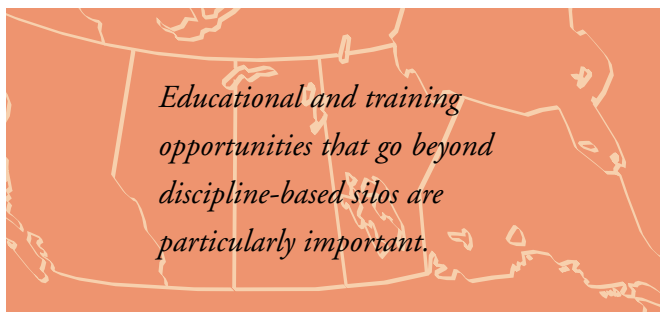 Educational and training
opportunities that go beyond
discipline-based silos are
particularly important.